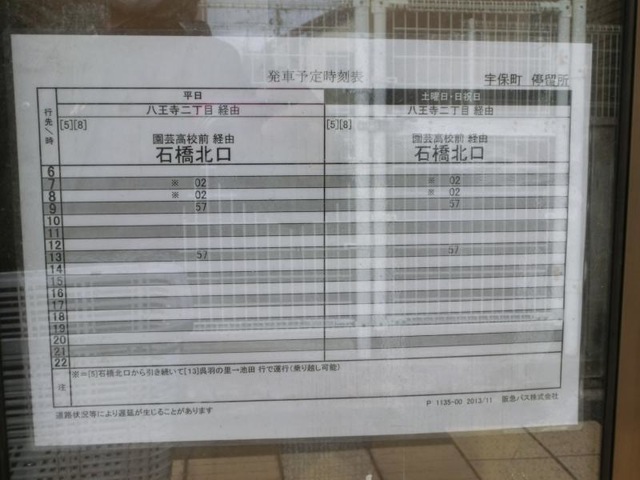 発車予定時刻表 宇保町 停留所
行先/時 平日 土曜日・日祝日
八王寺二丁目 経由 八王寺二丁目 経由
[5][8] [5][8]
園芸高校前 経由 園芸高校前 経由
石橋北口 石橋北口
6
7 ※ 02 ※ 02
8 ※ 02 ※ 02
9 57 57
10
11
12
13 57 57
14
15
16
17
18
19
20
21
22
注 ※=[5]石橋北口から引き続いて[13]呉羽の里→池田 行で運行(乗り越し可能)
道路状況等により遅延が生じることがあります P 1135-00 2013/11 阪急バス株式会社